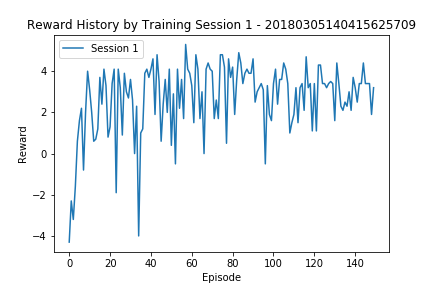 Reward History by Training Session 1 - 20180305140415625709
Session 1
Reward
4
2
0
−2
−4
0 20 40 60 80 100 120 140
Episode